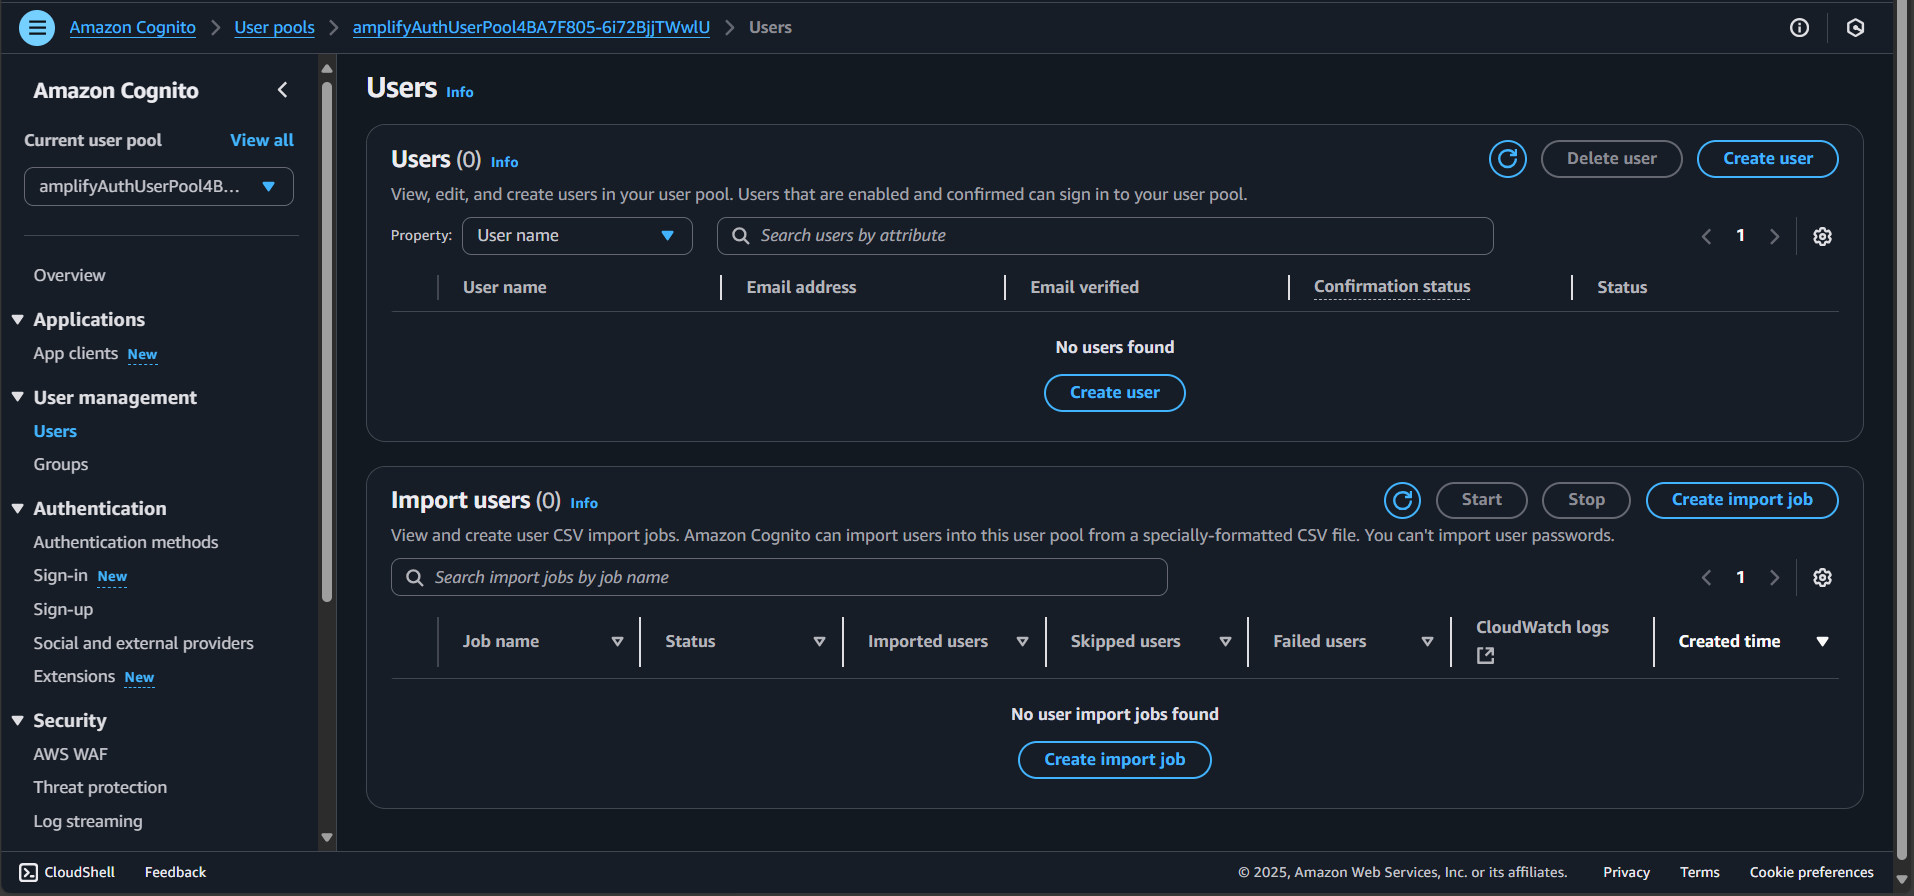 Amazon Cognito > User pools > amplifyAuthUserPool4BA7F805-6i72BjjTWwlU > Users
Amazon Cognito
Current user pool View all
amplifyAuthUserPool4B...
Overview
Applications
App clients New
User management
Users
Groups
Authentication
Authentication methods
Sign-in New
Sign-up
Social and external providers
Extensions New
Security
AWS WAF
Threat protection
Log streaming
Users Info
Users (0) Info
Delete user
Create user
View, edit, and create users in your user pool. Users that are enabled and confirmed can sign in to your user pool.
Property: User name Search users by attribute 1
User name Email address Email verified Confirmation status Status
No users found
Create user
Import users (0) Info
Start
Stop
Create import job
View and create user CSV import jobs. Amazon Cognito can import users into this user pool from a specially-formatted CSV file. You can't import user passwords.
Search import jobs by job name 1
Job name Status Imported users Skipped users Failed users CloudWatch logs Created time
No user import jobs found
Create import job
CloudShell Feedback © 2025, Amazon Web Services, Inc. or its affiliates. Privacy Terms Cookie preferences